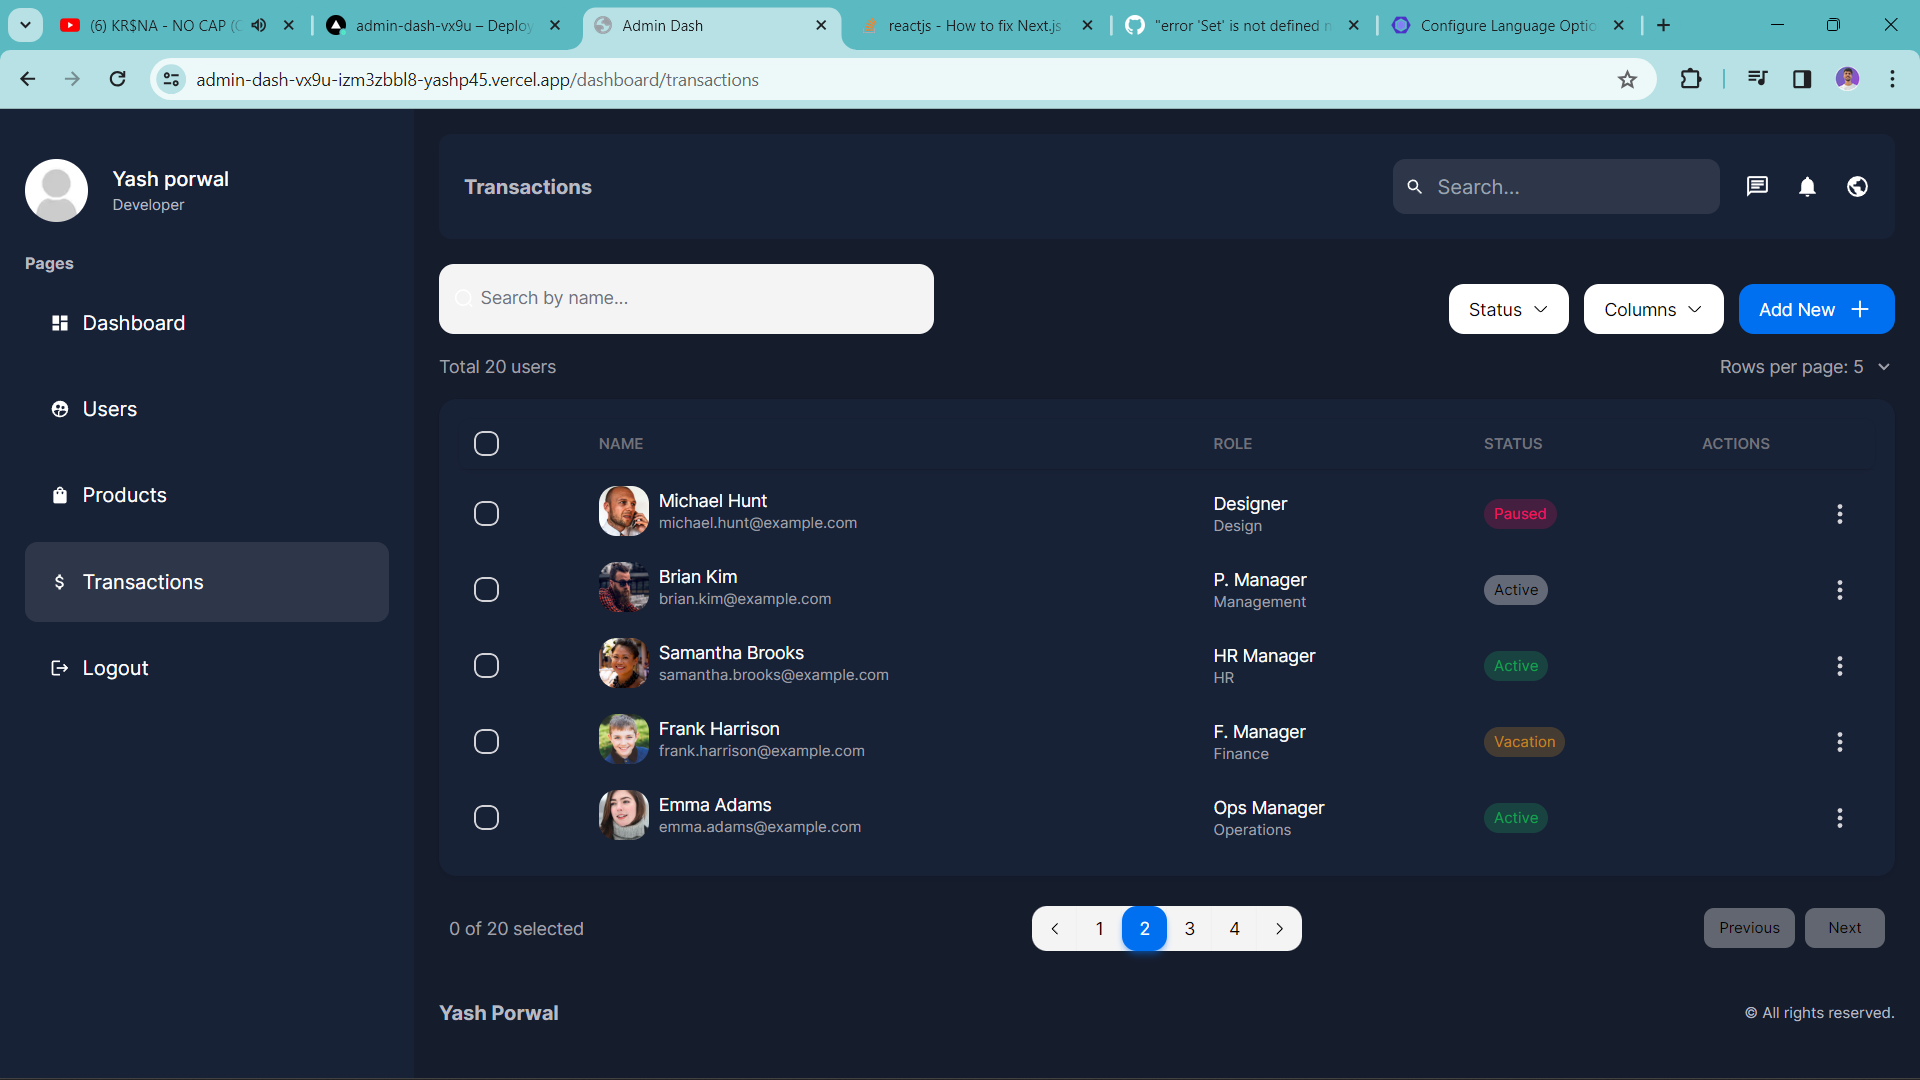 (6) KR$NA - NO CAP (
admin-dash-vx9u – Deploy
Admin Dash
reactjs - How to fix Next.js
"error 'Set' is not defined n
Configure Language Optio
admin-dash-vx9u-izm3zbbl8-yashp45.vercel.app/dashboard/transactions
Yash porwal
Developer
Pages
Dashboard
Users
Products
$ Transactions
Logout
Transactions
Search...
Search by name...
Status
Columns
Add New
Total 20 users
Rows per page: 5
NAME ROLE STATUS ACTIONS
Michael Hunt
michael.hunt@example.com
Designer
Design
Paused
Brian Kim
brian.kim@example.com
P. Manager
Management
Active
Samantha Brooks
samantha.brooks@example.com
HR Manager
HR
Active
Frank Harrison
frank.harrison@example.com
F. Manager
Finance
Vacation
Emma Adams
emma.adams@example.com
Ops Manager
Operations
Active
0 of 20 selected
1 2 3 4
Previous
Next
Yash Porwal
© All rights reserved.